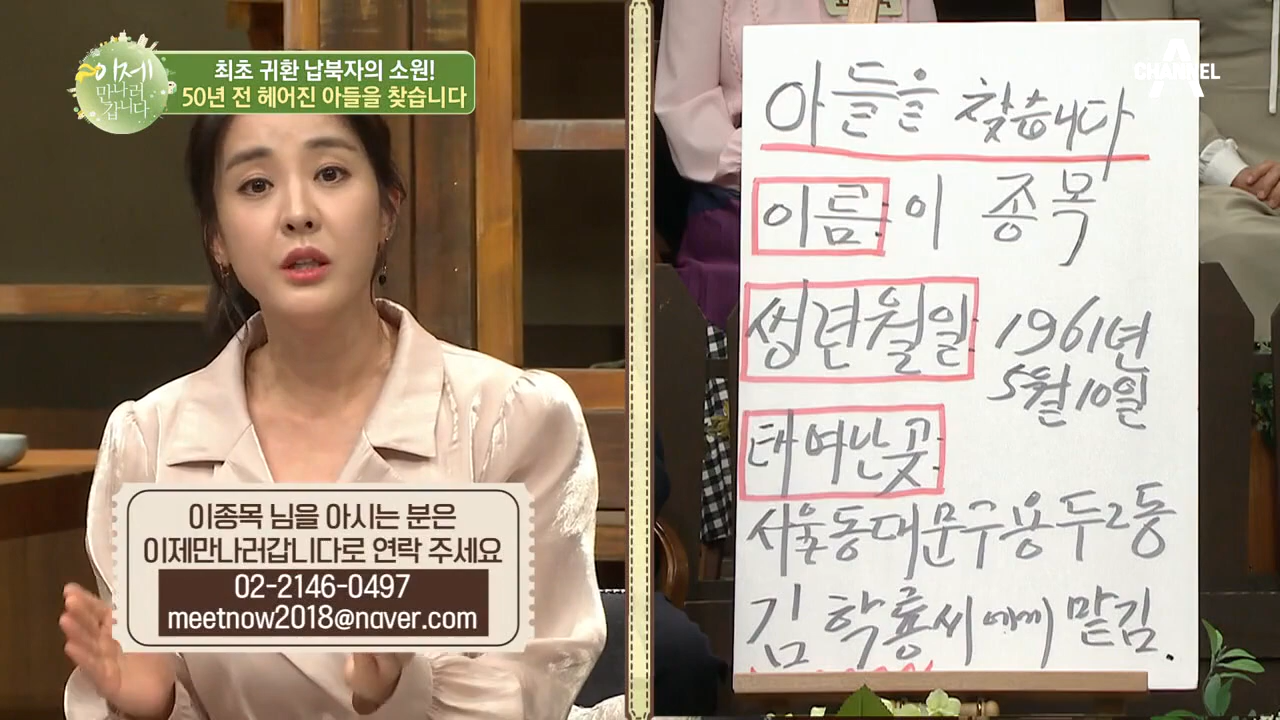 이제
만나러
갑니다
최초 귀환 납북자의 소원!
50년 전 헤어진 아들을 찾습니다
CHANNEL A
아들을 찾습니다
이름: 이 종목
생년월일: 1961년
5월 10일
태여난곳:
서울동대문구용두2동
김학룡씨에게 맡김.
이종목 님을 아시는 분은
이제만나러갑니다로 연락 주세요
02-2146-0497
meetnow2018@naver.com